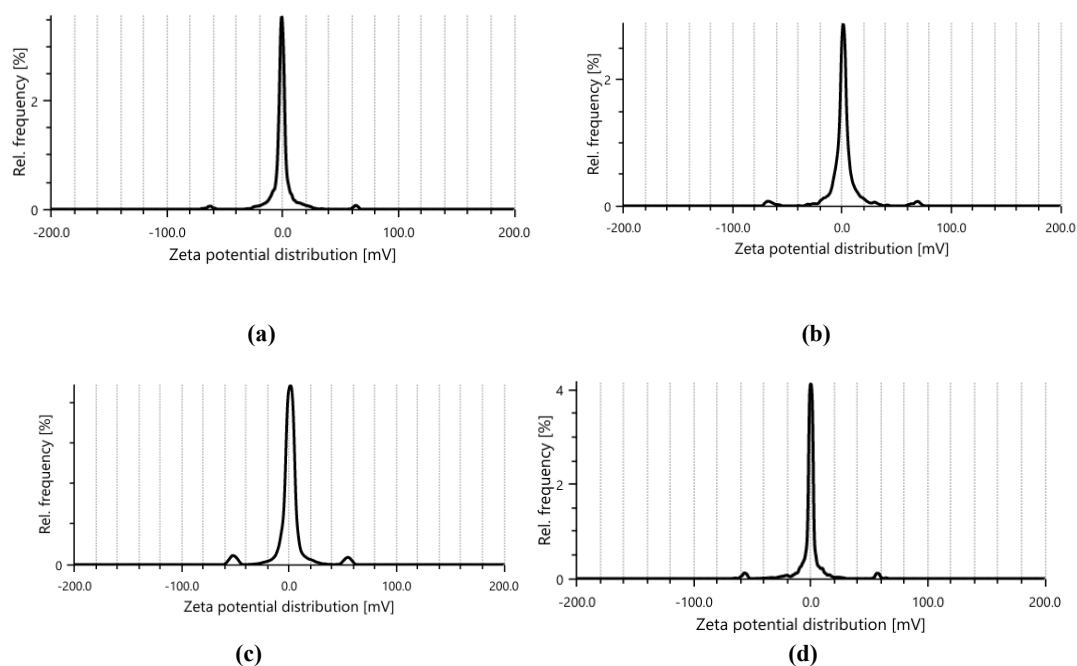 Rel. frequency [%]
2
0
-200.0 -100.0 0.0 100.0 200.0
Zeta potential distribution [mV]
(a)
Rel. frequency [%]
2
0
-200.0 -100.0 0.0 100.0 200.0
Zeta potential distribution [mV]
(b)
Rel. frequency [%]
0
-200.0 -100.0 0.0 100.0 200.0
Zeta potential distribution [mV]
(c)
Rel. frequency [%]
4
2
0
-200.0 -100.0 0.0 100.0 200.0
Zeta potential distribution [mV]
(d)